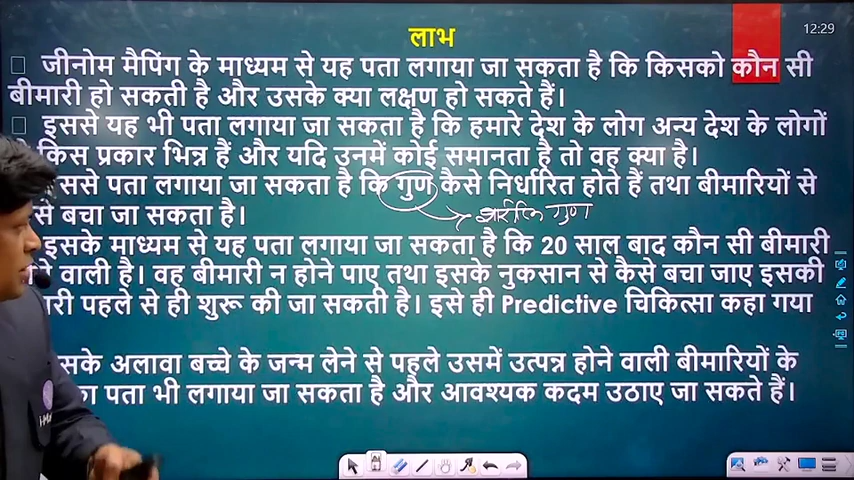 12:29
लाभ
जीनोम मैपिंग के माध्यम से यह पता लगाया जा सकता है कि किसको कौन सी
बीमारी हो सकती है और उसके क्या लक्षण हो सकते हैं।
इससे यह भी पता लगाया जा सकता है कि हमारे देश के लोग अन्य देश के लोगों
किस प्रकार भिन्न हैं और यदि उनमें कोई समानता है तो वह क्या है।
ससे पता लगाया जा सकता है कि गुण कैसे निर्धारित होते हैं तथा बीमारियों से
से बचा जा सकता है।
गुण
इसके माध्यम से यह पता लगाया जा सकता है कि 20 साल बाद कौन सी बीमारी
वाली है। वह बीमारी न होने पाए तथा इसके नुकसान से कैसे बचा जाए इसकी
री पहले से ही शुरू की जा सकती है। इसे ही Predictive चिकित्सा कहा गया
सके अलावा बच्चे के जन्म लेने से पहले उसमें उत्पन्न होने वाली बीमारियों के
का पता भी लगाया जा सकता है और आवश्यक कदम उठाए जा सकते हैं।